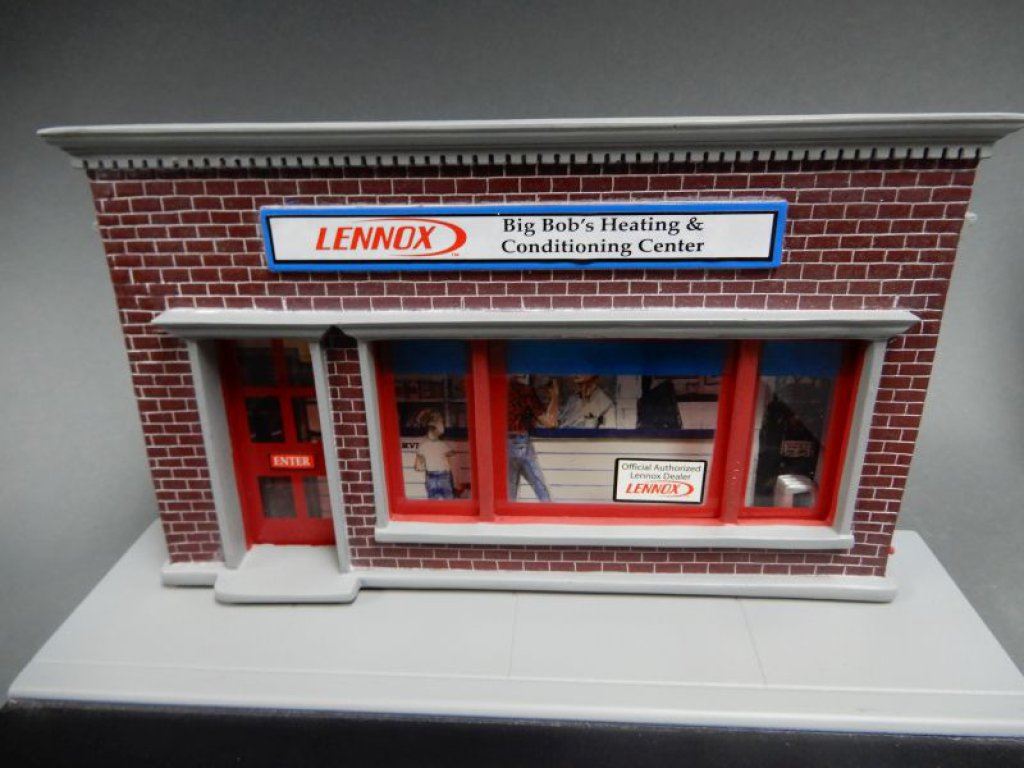 LENNOX
Big Bob's Heating &
Conditioning Center
ENTER
Official Authorized
Lennox Dealer
LENNOX